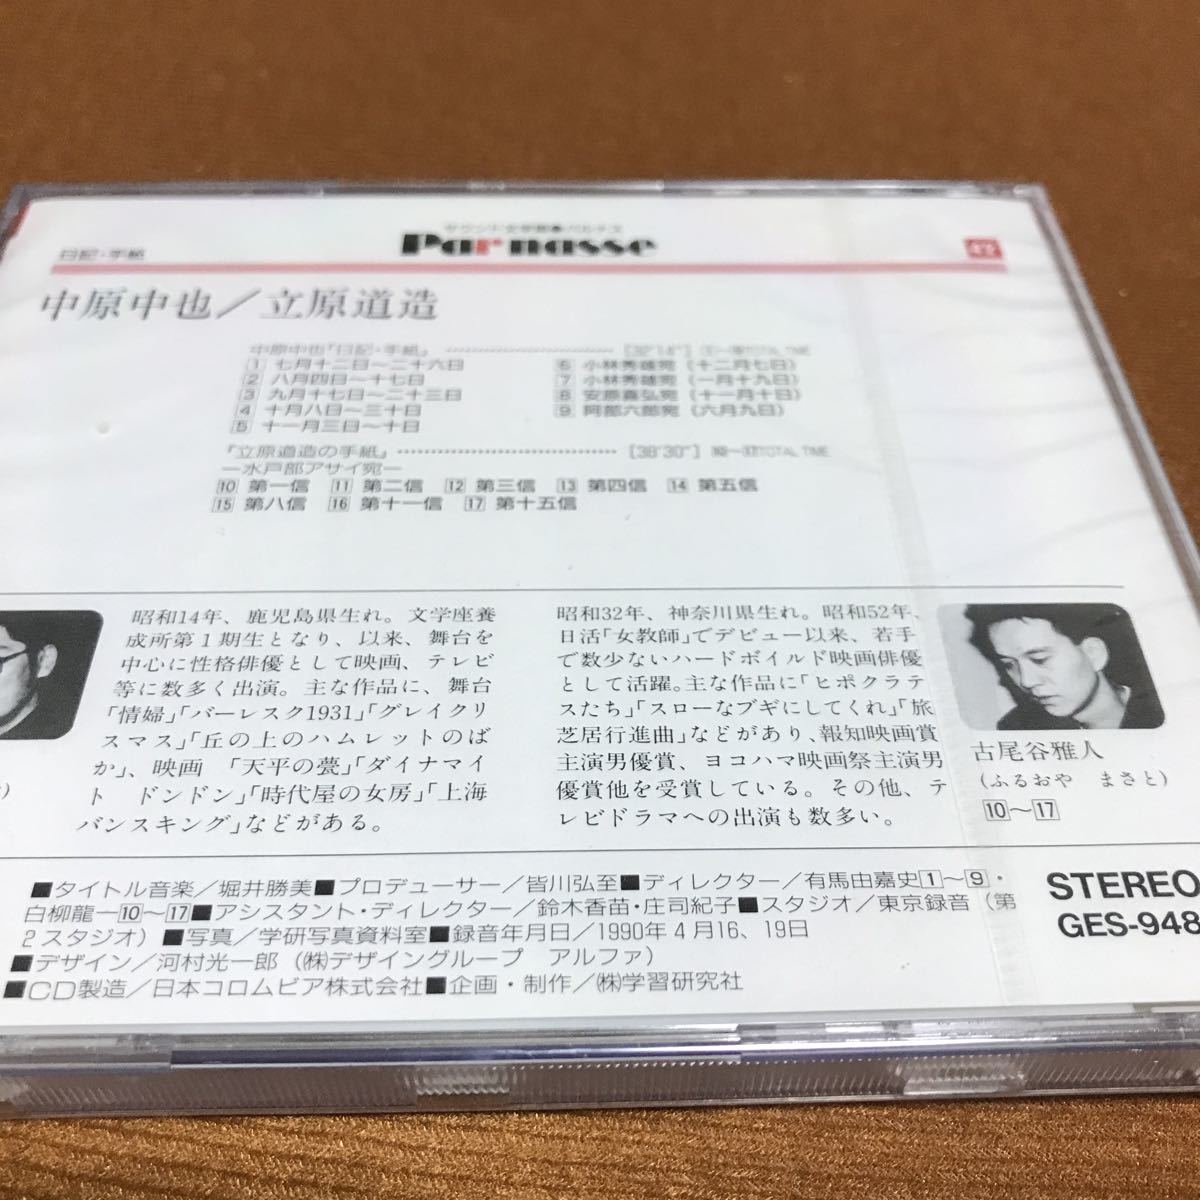 サウンド文学館・パルナス
Parnasse
日記・手紙
47
中原中也／立原道造
中原中也「日記・手紙」 [32'14"] 1～9TOTAL TIME
1 七月十二日～二十六日
2 八月四日～十七日
3 九月十七日～二十三日
4 十月八日～三十日
5 十一月三日～十日
6 小林秀雄宛（十二月七日）
7 小林秀雄宛（一月十九日）
8 安原喜弘宛（十一月十日）
9 阿部六郎宛（六月九日）
「立原道造の手紙」 [38'30"] 10～17TOTAL TIME
―水戸部アサイ宛―
10 第一信 11 第二信 12 第三信 13 第四信 14 第五信
15 第八信 16 第十一信 17 第十五信
昭和14年、鹿児島県生れ。文学座養
成所第１期生となり、以来、舞台を
中心に性格俳優として映画、テレビ
等に数多く出演。主な作品に、舞台
「情婦」「バーレスク1931」「グレイクリ
スマス」「丘の上のハムレットのば
か」、映画　「天平の甍」「ダイナマイ
ト　ドンドン」「時代屋の女房」「上海
バンスキング」などがある。
昭和32年、神奈川県生れ。昭和52年、
日活「女教師」でデビュー以来、若手
で数少ないハードボイルド映画俳優
として活躍。主な作品に「ヒポクラテ
スたち」「スローなブギにしてくれ」「旅
芝居行進曲」などがあり、報知映画賞
主演男優賞、ヨコハマ映画祭主演男
優賞他を受賞している。その他、テ
レビドラマへの出演も数多い。
古尾谷雅人
（ふるおや　まさと）
10～17
■タイトル音楽／堀井勝美■プロデューサー／皆川弘至■ディレクター／有馬由嘉史1～9・
白柳龍一10～17■アシスタント・ディレクター／鈴木香苗・庄司紀子■スタジオ／東京録音（第
２スタジオ）■写真／学研写真資料室■録音年月日／1990年４月16、19日
■デザイン／河村光一郎（㈱デザイングループ　アルファ）
■CD製造／日本コロムビア株式会社■企画・制作／㈱学習研究社
STEREO
GES-948